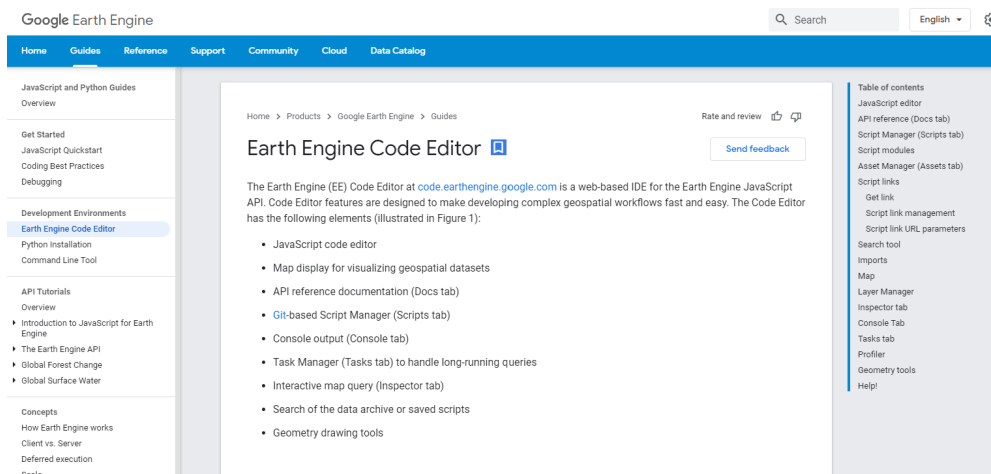 Google Earth Engine
Search
English
Home Guides Reference Support Community Cloud Data Catalog
JavaScript and Python Guides
Overview
Get Started
JavaScript Quickstart
Coding Best Practices
Debugging
Development Environments
Earth Engine Code Editor
Python Installation
Command Line Tool
API Tutorials
Overview
Introduction to JavaScript for Earth
Engine
The Earth Engine API
Global Forest Change
Global Surface Water
Concepts
How Earth Engine works
Client vs. Server
Deferred execution
Home > Products > Google Earth Engine > Guides
Rate and review
Earth Engine Code Editor
Send feedback
The Earth Engine (EE) Code Editor at code.earthengine.google.com is a web-based IDE for the Earth Engine JavaScript
API. Code Editor features are designed to make developing complex geospatial workflows fast and easy. The Code Editor
has the following elements (illustrated in Figure 1):
• JavaScript code editor
• Map display for visualizing geospatial datasets
• API reference documentation (Docs tab)
• Git-based Script Manager (Scripts tab)
• Console output (Console tab)
• Task Manager (Tasks tab) to handle long-running queries
• Interactive map query (Inspector tab)
• Search of the data archive or saved scripts
• Geometry drawing tools
Table of contents
JavaScript editor
API reference (Docs tab)
Script Manager (Scripts tab)
Script modules
Asset Manager (Assets tab)
Script links
Get link
Script link management
Script link URL parameters
Search tool
Imports
Map
Layer Manager
Inspector tab
Console Tab
Tasks tab
Profiler
Geometry tools
Help!